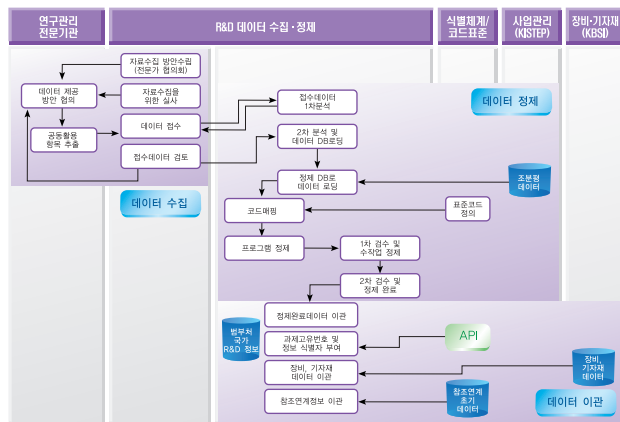 연구관리
전문기관
R&D 데이터 수집·정제
식별체계/
코드표준
사업관리
(KISTEP)
장비·기자재
(KBSI)
자료수집 방안수립
(전문가 협의회)
데이터 제공
방안 협의
자료수집을
위한 실사
공동활용
항목 추출
데이터 접수
접수데이터 검토
데이터 수집
접수데이터
1차분석
데이터 정제
2차 분석 및
데이터 DB로딩
정제 DB로
데이터 로딩
조분평
데이터
코드매핑
표준코드
정의
프로그램 정제
1차 검수 및
수작업 정제
2차 검수 및
정제 완료
정제완료데이터 이관
범부처
국가
R&D 정보
과제고유번호 및
정보 식별자 부여
API
장비, 기자재
데이터 이관
장비,
기자재
데이터
참조연계정보 이관
참조연계
초기
데이터
데이터 이관